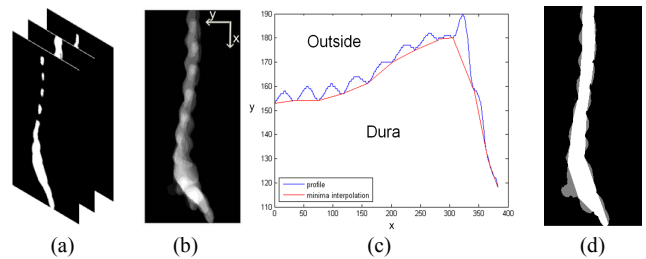 y
x
190
180
170
160
150
140
130
120
110
y
Outside
Dura
profile
minima interpolation
0 50 100 150 200 250 300 350 400
x
(a) (b) (c) (d)